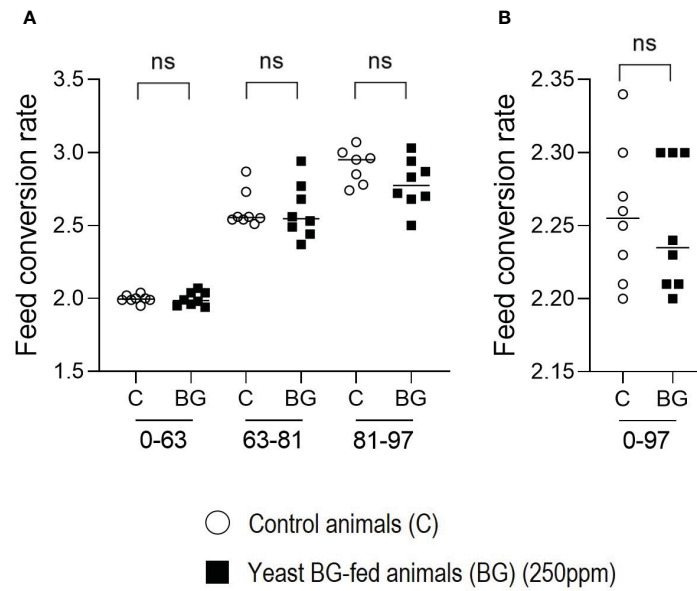 A
ns
ns
ns
Feed conversion rate
3.5
3.0
2.5
2.0
1.5
C BG C BG C BG
0-63 63-81 81-97
B
ns
Feed conversion rate
2.35
2.30
2.25
2.20
2.15
C BG
0-97
Control animals (C)
Yeast BG-fed animals (BG) (250ppm)